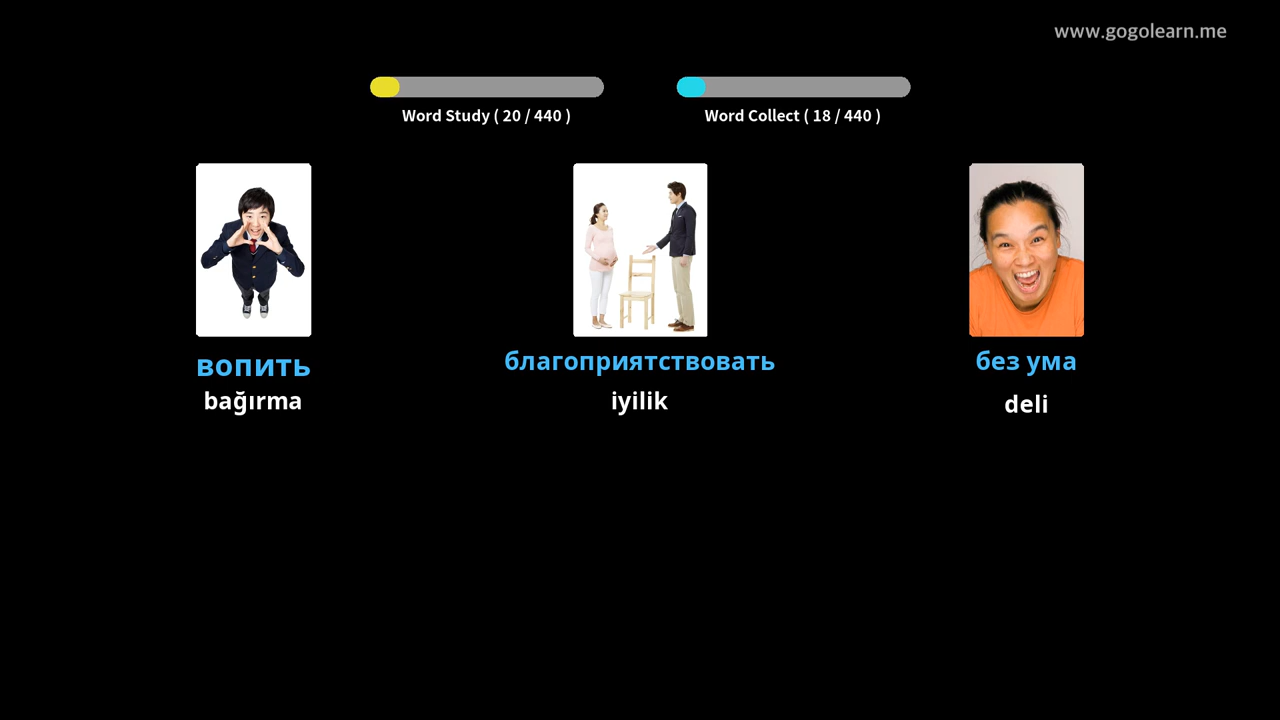 www.gogolearn.me
Word Study ( 20 / 440 )
Word Collect ( 18 / 440 )
вопить
bağırma
благоприятствовать
iyilik
без ума
deli